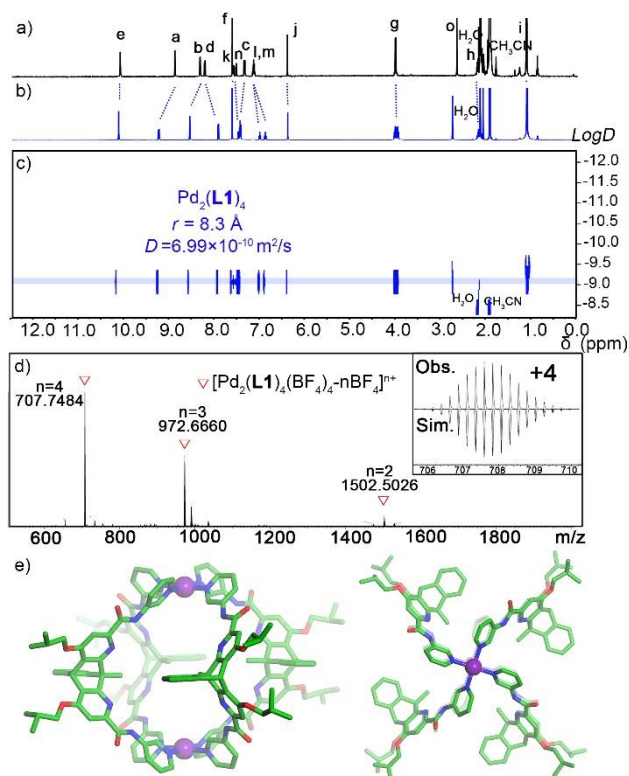 a)
e a b d f k n c l,m j g o H₂O h CH₃CN i
b)
H₂O
LogD
c)
Pd₂(L1)₄
r = 8.3 Å
D=6.99×10⁻¹⁰ m²/s
H₂O CH₃CN
-12.0
-11.5
-11.0
-10.5
-10.0
-9.5
-9.0
-8.5
12.0 11.0 10.0 9.0 8.0 7.0 6.0 5.0 4.0 3.0 2.0 1.0 0.0
δ (ppm)
d)
n=4
707.7484
[Pd₂(L1)₄(BF₄)₄-nBF₄]ⁿ⁺
n=3
972.6660
n=2
1502.5026
Obs.
+4
Sim.
706 707 708 709 710
600 800 1000 1200 1400 1600 1800 m/z
e)